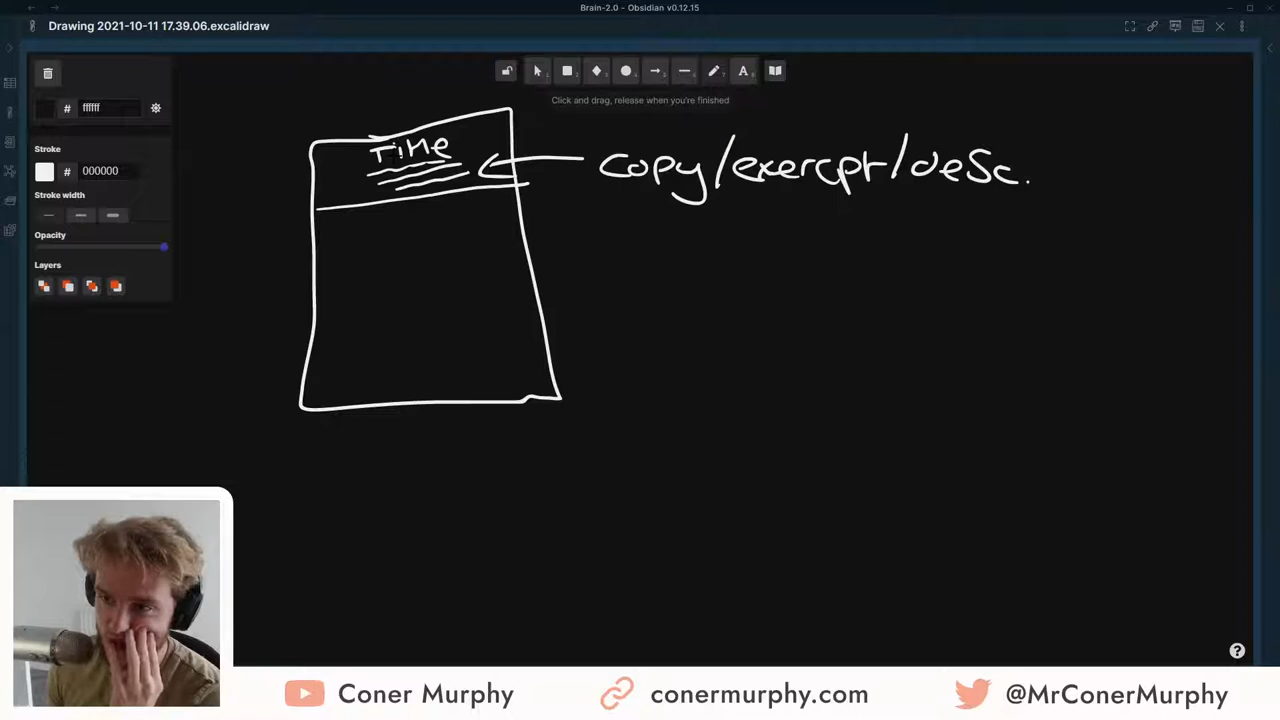 Brain-2.0 - Obsidian v0.12.15
Drawing 2021-10-11 17.39.06.excalidraw
Click and drag, release when you're finished
# ffffff
Stroke
# 000000
Stroke width
Opacity
Layers
Title
copy/exercpt/desc.
Coner Murphy
conermurphy.com
@MrConerMurphy